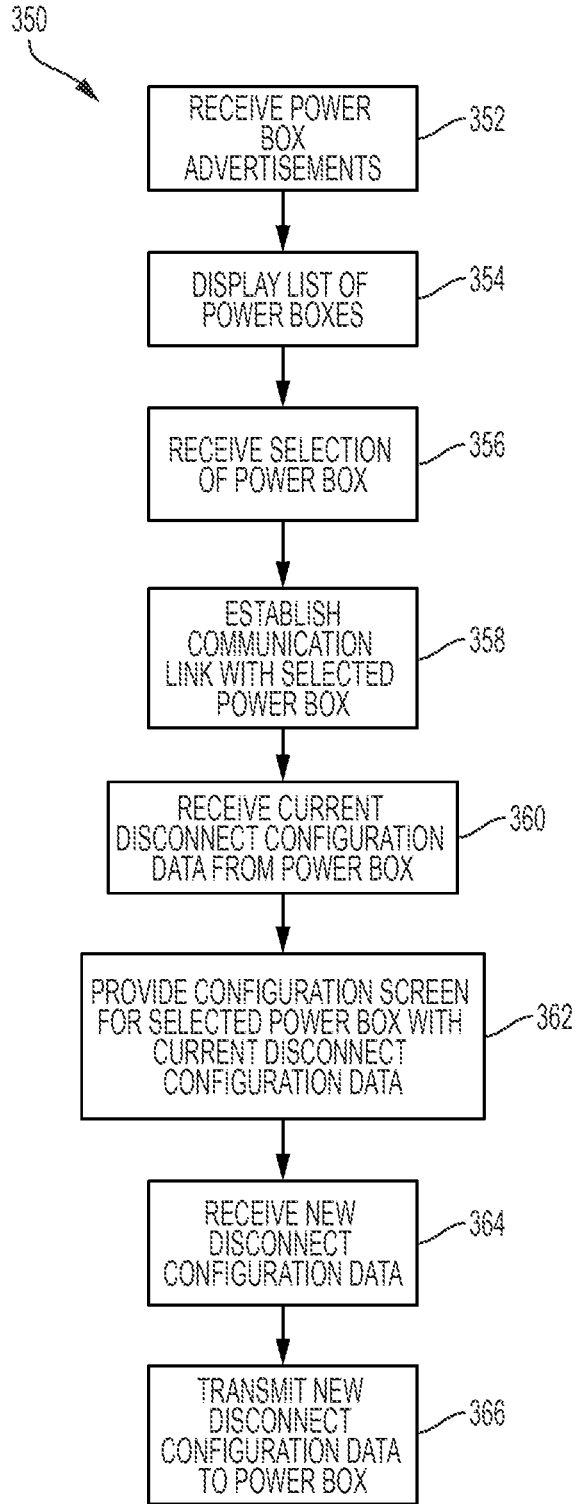 350
RECEIVE POWER
BOX
ADVERTISEMENTS
352
DISPLAY LIST OF
POWER BOXES
354
RECEIVE SELECTION
OF POWER BOX
356
ESTABLISH
COMMUNICATION
LINK WITH SELECTED
POWER BOX
358
RECEIVE CURRENT
DISCONNECT CONFIGURATION
DATA FROM POWER BOX
360
PROVIDE CONFIGURATION SCREEN
FOR SELECTED POWER BOX WITH
CURRENT DISCONNECT
CONFIGURATION DATA
362
RECEIVE NEW
DISCONNECT
CONFIGURATION DATA
364
TRANSMIT NEW
DISCONNECT
CONFIGURATION DATA
TO POWER BOX
366